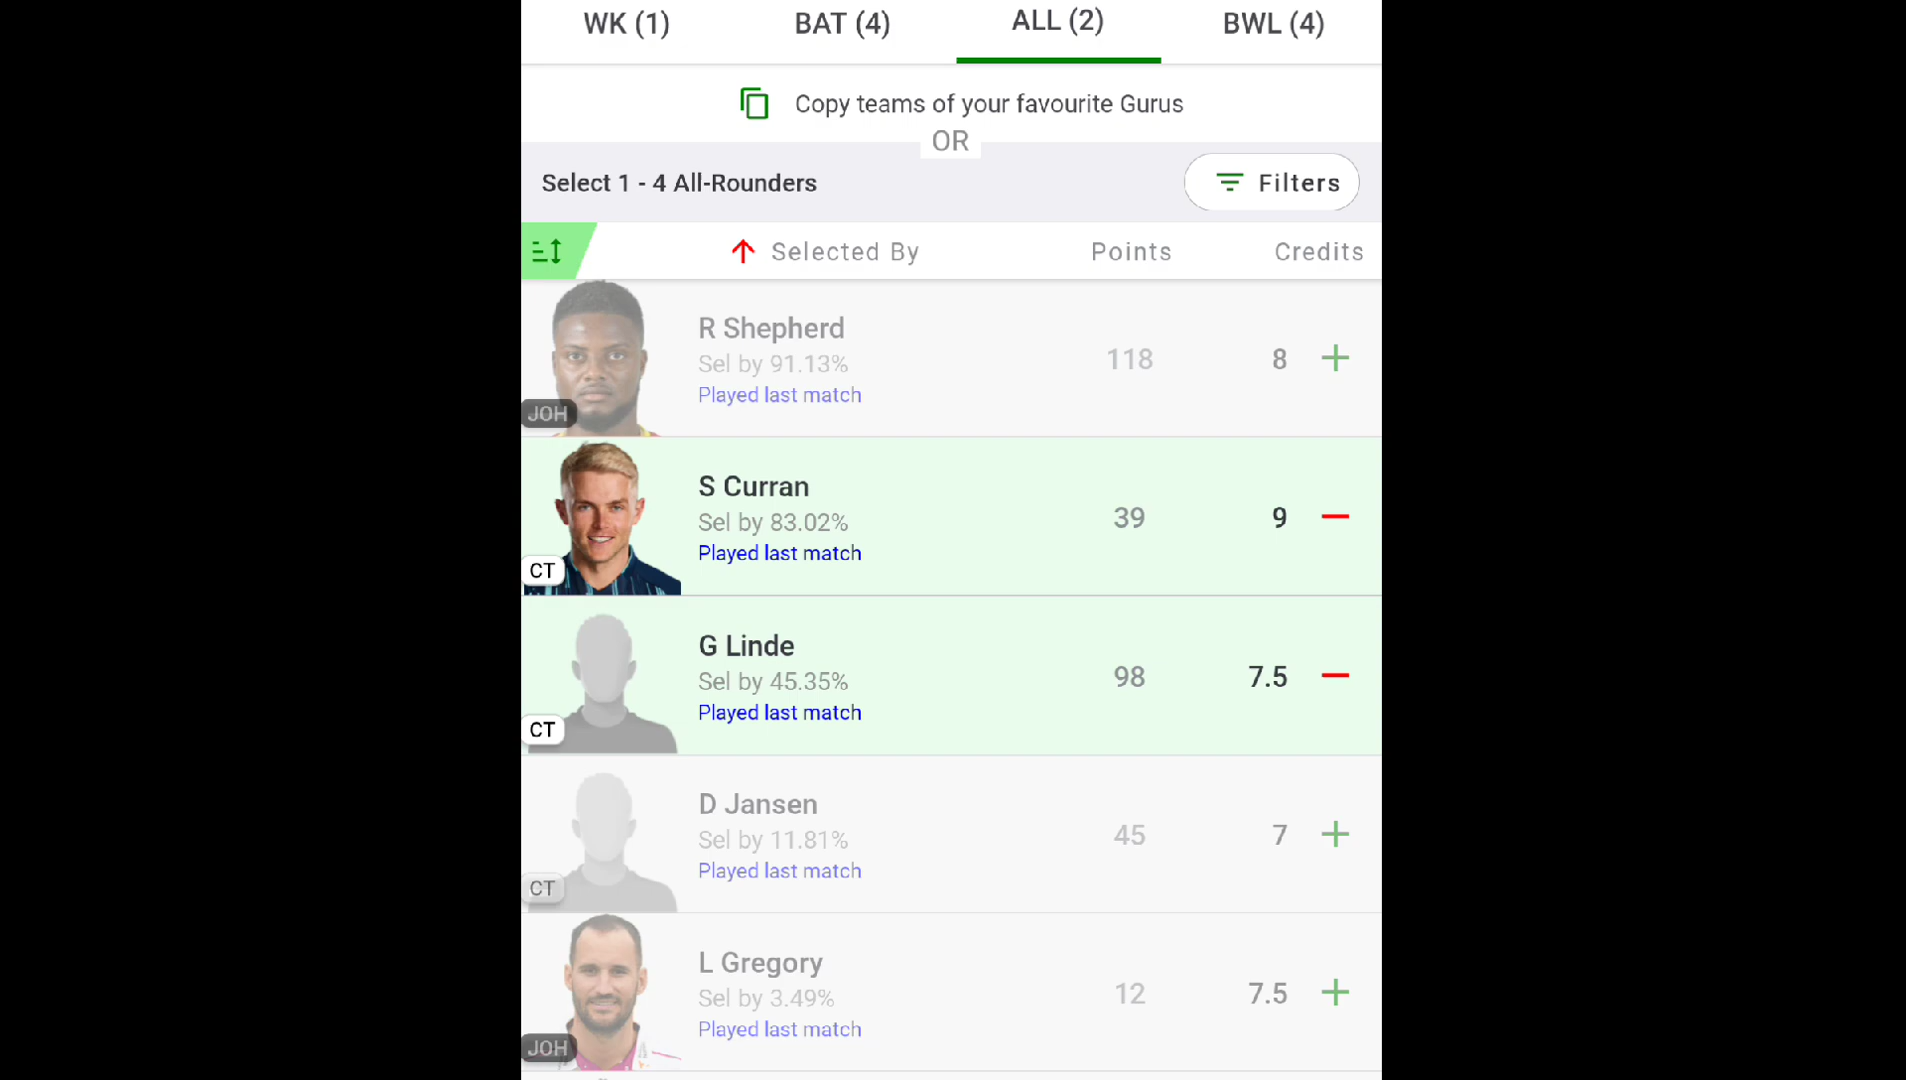 WK (1)
BAT (4)
ALL (2)
BWL (4)
Copy teams of your favourite Gurus
OR
Select 1 - 4 All-Rounders
Filters
Selected By
Points
Credits
R Shepherd
Sel by 91.13%
Played last match
118
8
JOH
S Curran
Sel by 83.02%
Played last match
39
9
CT
G Linde
Sel by 45.35%
Played last match
98
7.5
CT
D Jansen
Sel by 11.81%
Played last match
45
7
CT
L Gregory
Sel by 3.49%
Played last match
12
7.5
JOH